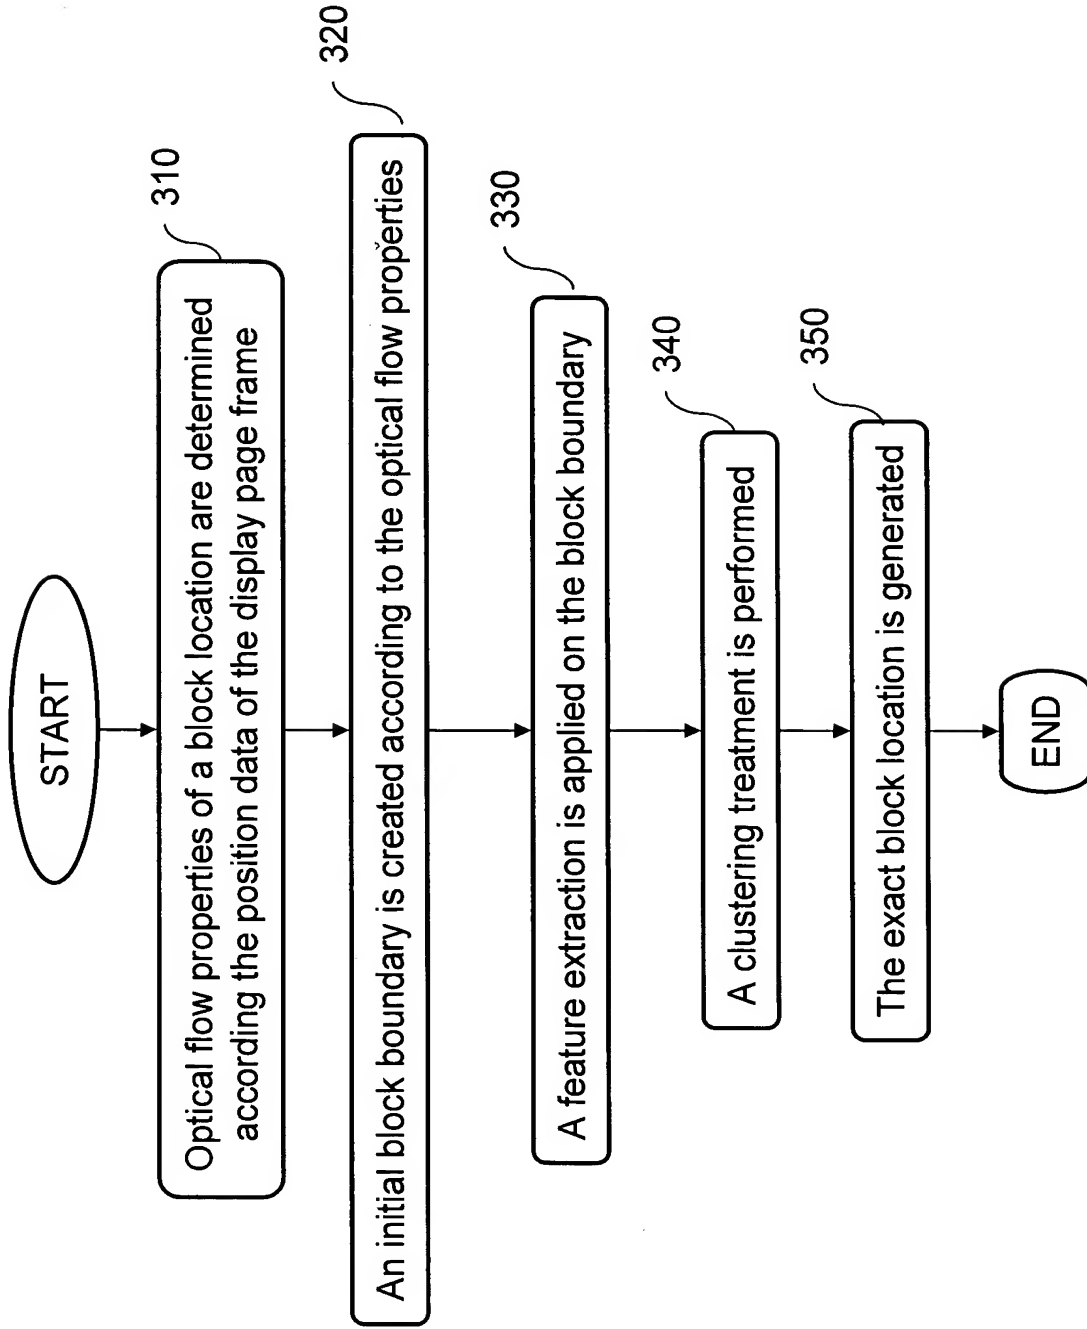 START
310
Optical flow properties of a block location are determined
according the position data of the display page frame
320
An initial block boundary is created according to the optical flow properties
330
A feature extraction is applied on the block boundary
340
A clustering treatment is performed
350
The exact block location is generated
END